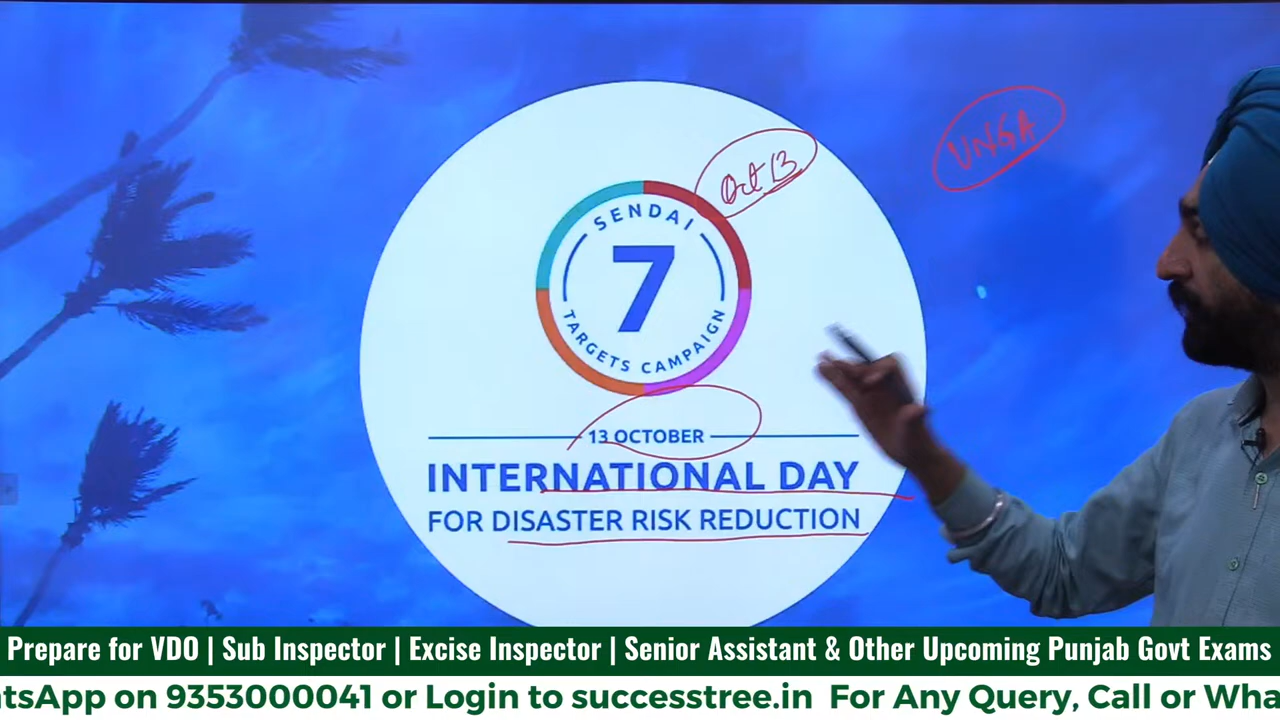 UNGA
Oct 13
SENDAI
7
TARGETS CAMPAIGN
13 OCTOBER
INTERNATIONAL DAY
FOR DISASTER RISK REDUCTION
Prepare for VDO | Sub Inspector | Excise Inspector | Senior Assistant & Other Upcoming Punjab Govt Exams
atsApp on 9353000041 or Login to successtree.in For Any Query, Call or Wha